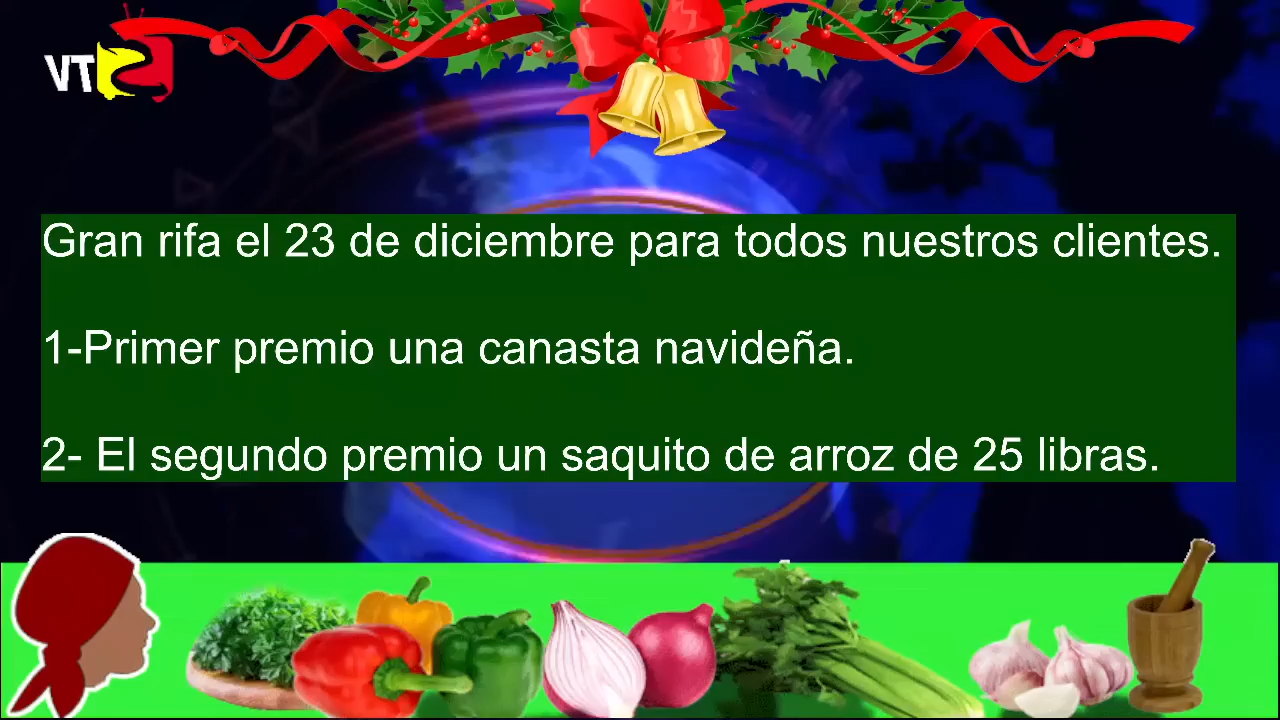 VT
Gran rifa el 23 de diciembre para todos nuestros clientes.
1-Primer premio una canasta navideña.
2- El segundo premio un saquito de arroz de 25 libras.